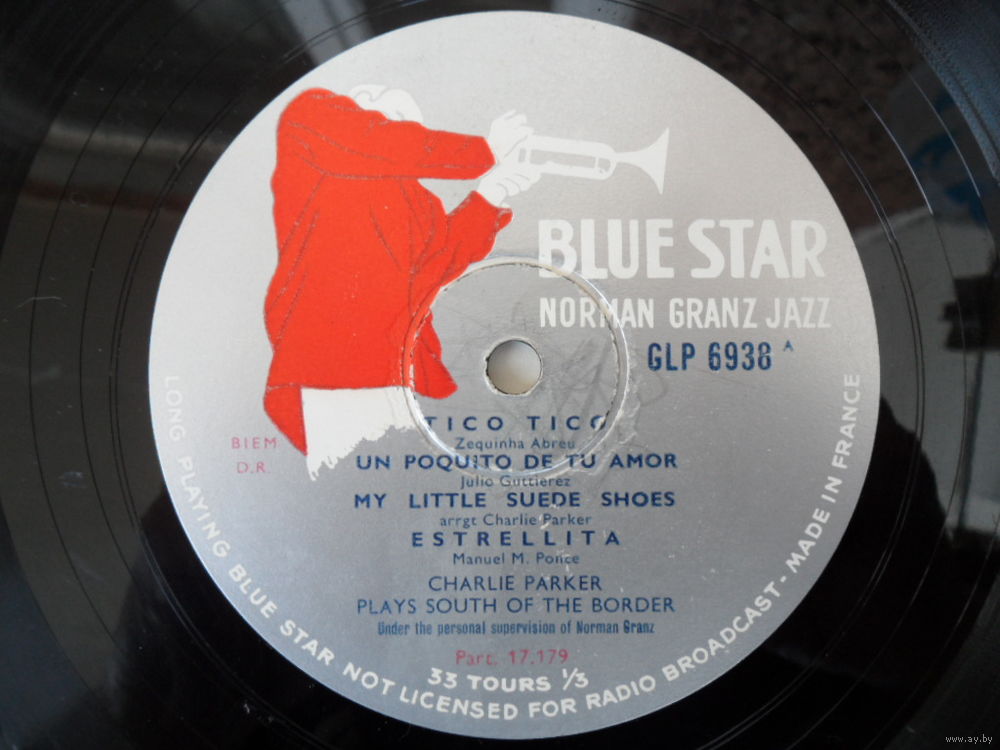 BLUE STAR
NORMAN GRANZ JAZZ
GLP 6938 A
BIEM
D.R.
TICO TICO
Zequinha Abreu
UN POQUITO DE TU AMOR
Julio Guttierez
MY LITTLE SUEDE SHOES
arrgt Charlie Parker
ESTRELLITA
Manuel M. Ponce
CHARLIE PARKER
PLAYS SOUTH OF THE BORDER
Under the personal supervision of Norman Granz
Part. 17.179
33 TOURS 1/3
LONG PLAYING BLUE STAR NOT LICENSED FOR RADIO BROADCAST - MADE IN FRANCE
www.ay.by